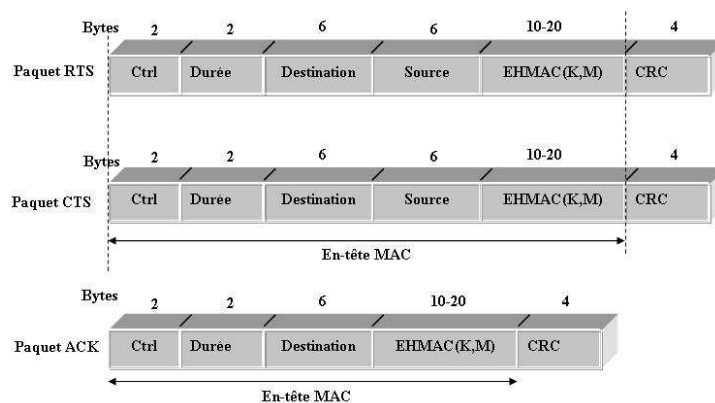 Bytes 2 2 6 6 10-20 4
Paquet RTS Ctrl Durée Destination Source EHMAC(K,M) CRC
Bytes 2 2 6 6 10-20 4
Paquet CTS Ctrl Durée Destination Source EHMAC(K,M) CRC
En-tête MAC
Bytes 2 2 6 10-20 4
Paquet ACK Ctrl Durée Destination EHMAC(K,M) CRC
En-tête MAC